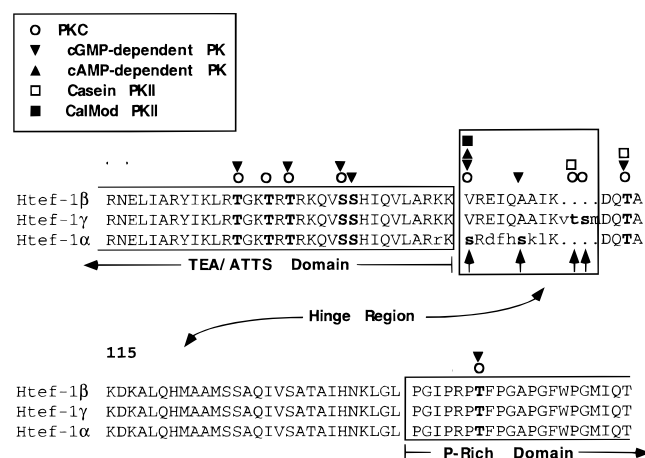 PKC
cGMP-dependent PK
cAMP-dependent PK
Casein PKII
CalMod PKII
Htef-1β RNELIARYIKLRTGKTRTRKQVSSHIQVLARKK VREIQAAIK....DQTA
Htef-1γ RNELIARYIKLRTGKTRTRKQVSSHIQVLARKK VREIQAAIKvtsmDQTA
Htef-1α RNELIARYIKLRTGKTRTRKQVSSHIQVLARrK sRdfhsklK....DQTA
TEA/ATTS Domain
Hinge Region
115
Htef-1β KDKALQHMAAMSSAQIVSATAIHNKLGL PGIPRPTFPGAPGFWPGMIQT
Htef-1γ KDKALQHMAAMSSAQIVSATAIHNKLGL PGIPRPTFPGAPGFWPGMIQT
Htef-1α KDKALQHMAAMSSAQIVSATAIHNKLGL PGIPRPTFPGAPGFWPGMIQT
P-Rich Domain